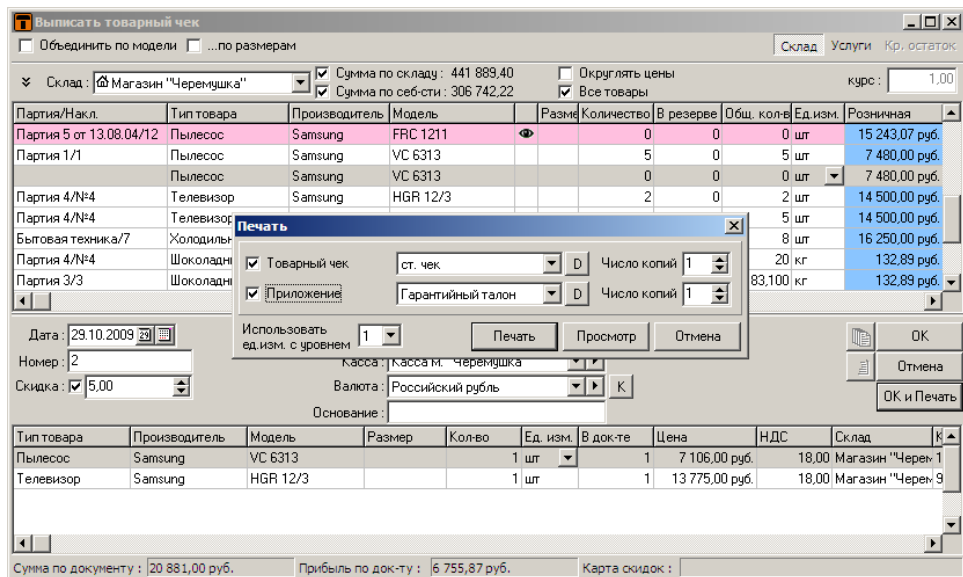 Выписать товарный чек
Объединить по модели ...по размерам Склад Услуги Кр. остаток
Склад : Магазин "Черемушка" Сумма по складу : 441 889,40 Округлять цены курс : 1,00
Сумма по себ-сти : 306 742,22 Все товары
Партия/Накл. Тип товара Производитель Модель Разме Количество В резерве Общ. кол-в Ед.изм. Розничная
Партия 5 от 13.08.04/12 Пылесос Samsung FRC 1211 0 0 0 шт 15 243,07 руб.
Партия 1/1 Пылесос Samsung VC 6313 5 0 5 шт 7 480,00 руб.
Пылесос Samsung VC 6313 0 0 0 шт 7 480,00 руб.
Партия 4/№4 Телевизор Samsung HGR 12/3 2 0 2 шт 14 500,00 руб.
Партия 4/№4 Телевизор 5 шт 14 500,00 руб.
Бытовая техника/7 Холодильн 8 шт 16 250,00 руб.
Партия 4/№4 Шоколадн 20 кг 132,89 руб.
Партия 3/3 Шоколадн 83,100 кг 132,89 руб.
Печать
Товарный чек ст. чек D Число копий 1
Приложение Гарантийный талон D Число копий 1
Использовать
ед.изм. с уровнем 1 Печать Просмотр Отмена
Дата : 29.10.2009 29 OK
Номер : 2 Касса : Касса м. "Черемушка" Отмена
Скидка : 5,00 Валюта : Российский рубль К ОК и Печать
Основание :
Тип товара Производитель Модель Размер Кол-во Ед. изм. В док-те Цена НДС Склад К
Пылесос Samsung VC 6313 1 шт 1 7 106,00 руб. 18,00 Магазин "Черем 1
Телевизор Samsung HGR 12/3 1 шт 1 13 775,00 руб. 18,00 Магазин "Черем 9
Сумма по документу : 20 881,00 руб. Прибыль по док-ту : 6 755,87 руб. Карта скидок :